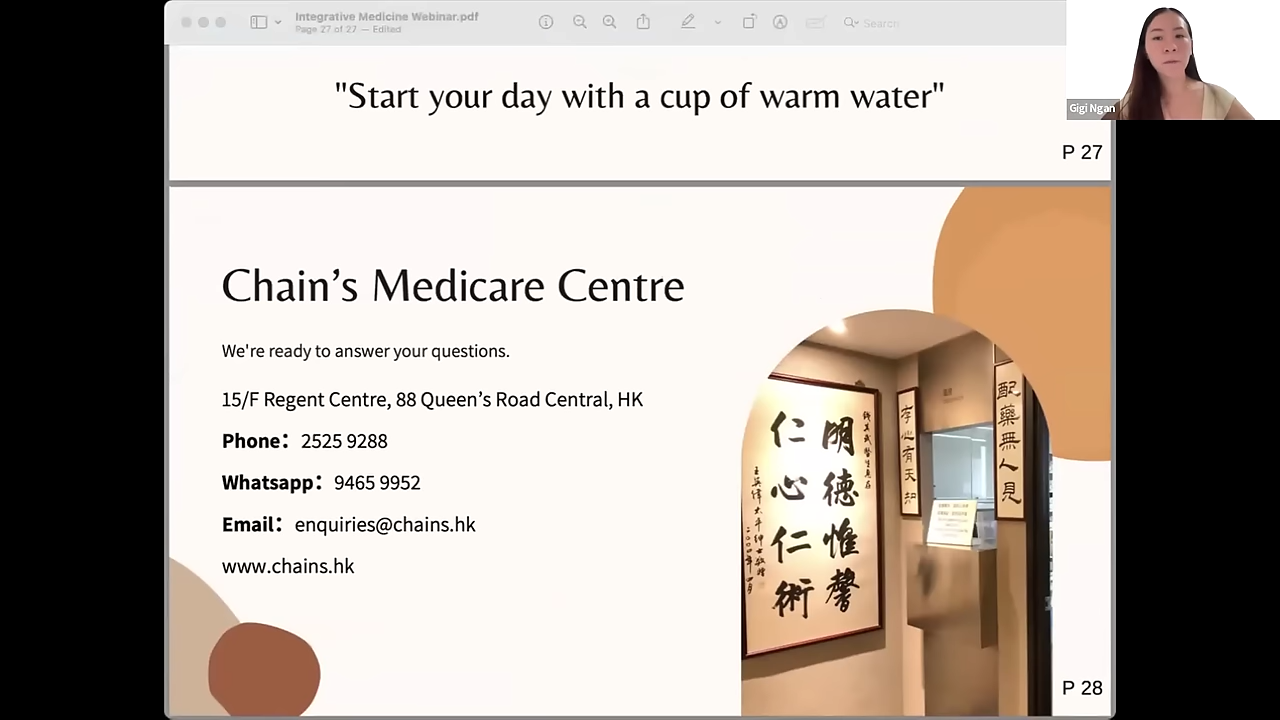 Integrative Medicine Webinar.pdf
Page 27 of 27 — Edited
Search
Gigi Ngan
"Start your day with a cup of warm water"
P 27
Chain’s Medicare Centre
We're ready to answer your questions.
15/F Regent Centre, 88 Queen’s Road Central, HK
Phone：2525 9288
Whatsapp：9465 9952
Email：enquiries@chains.hk
www.chains.hk
明德惟馨
仁心仁術
存心有天知
配藥無人見
P 28